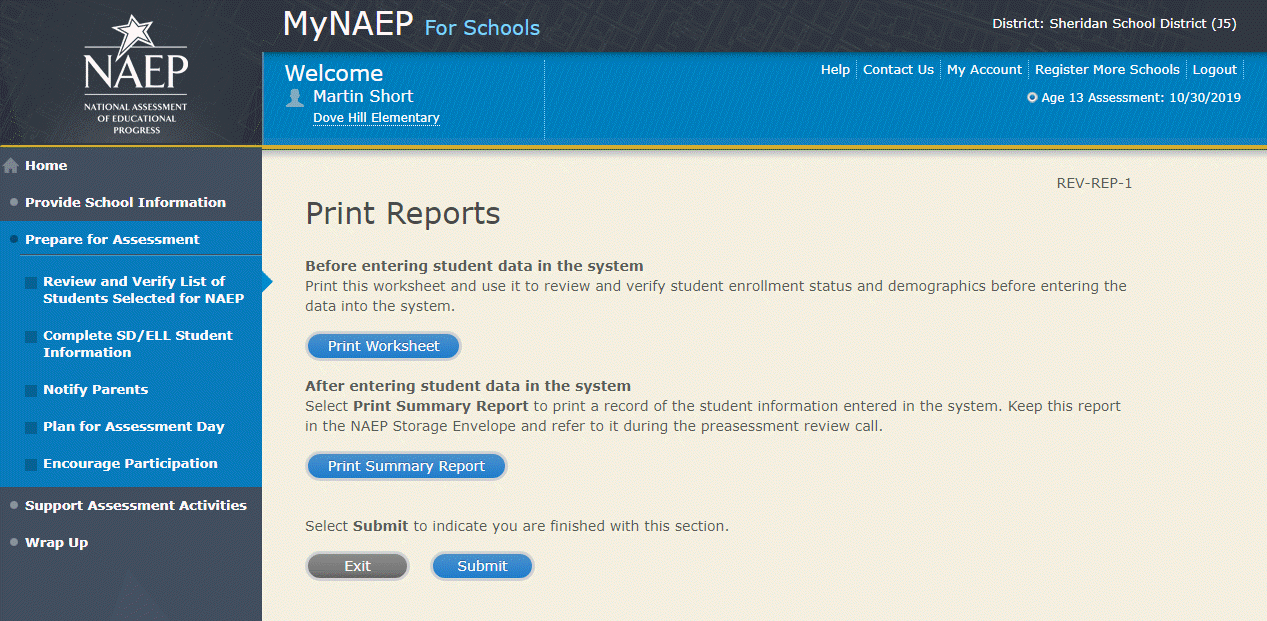 NAEP
NATIONAL ASSESSMENT
OF EDUCATIONAL
PROGRESS
MyNAEP For Schools
District: Sheridan School District (J5)
Welcome
Martin Short
Dove Hill Elementary
Help Contact Us My Account Register More Schools Logout
Age 13 Assessment: 10/30/2019
Home
Provide School Information
Prepare for Assessment
Review and Verify List of
Students Selected for NAEP
Complete SD/ELL Student
Information
Notify Parents
Plan for Assessment Day
Encourage Participation
Support Assessment Activities
Wrap Up
REV-REP-1
Print Reports
Before entering student data in the system
Print this worksheet and use it to review and verify student enrollment status and demographics before entering the
data into the system.
Print Worksheet
After entering student data in the system
Select Print Summary Report to print a record of the student information entered in the system. Keep this report
in the NAEP Storage Envelope and refer to it during the preasessment review call.
Print Summary Report
Select Submit to indicate you are finished with this section.
Exit Submit